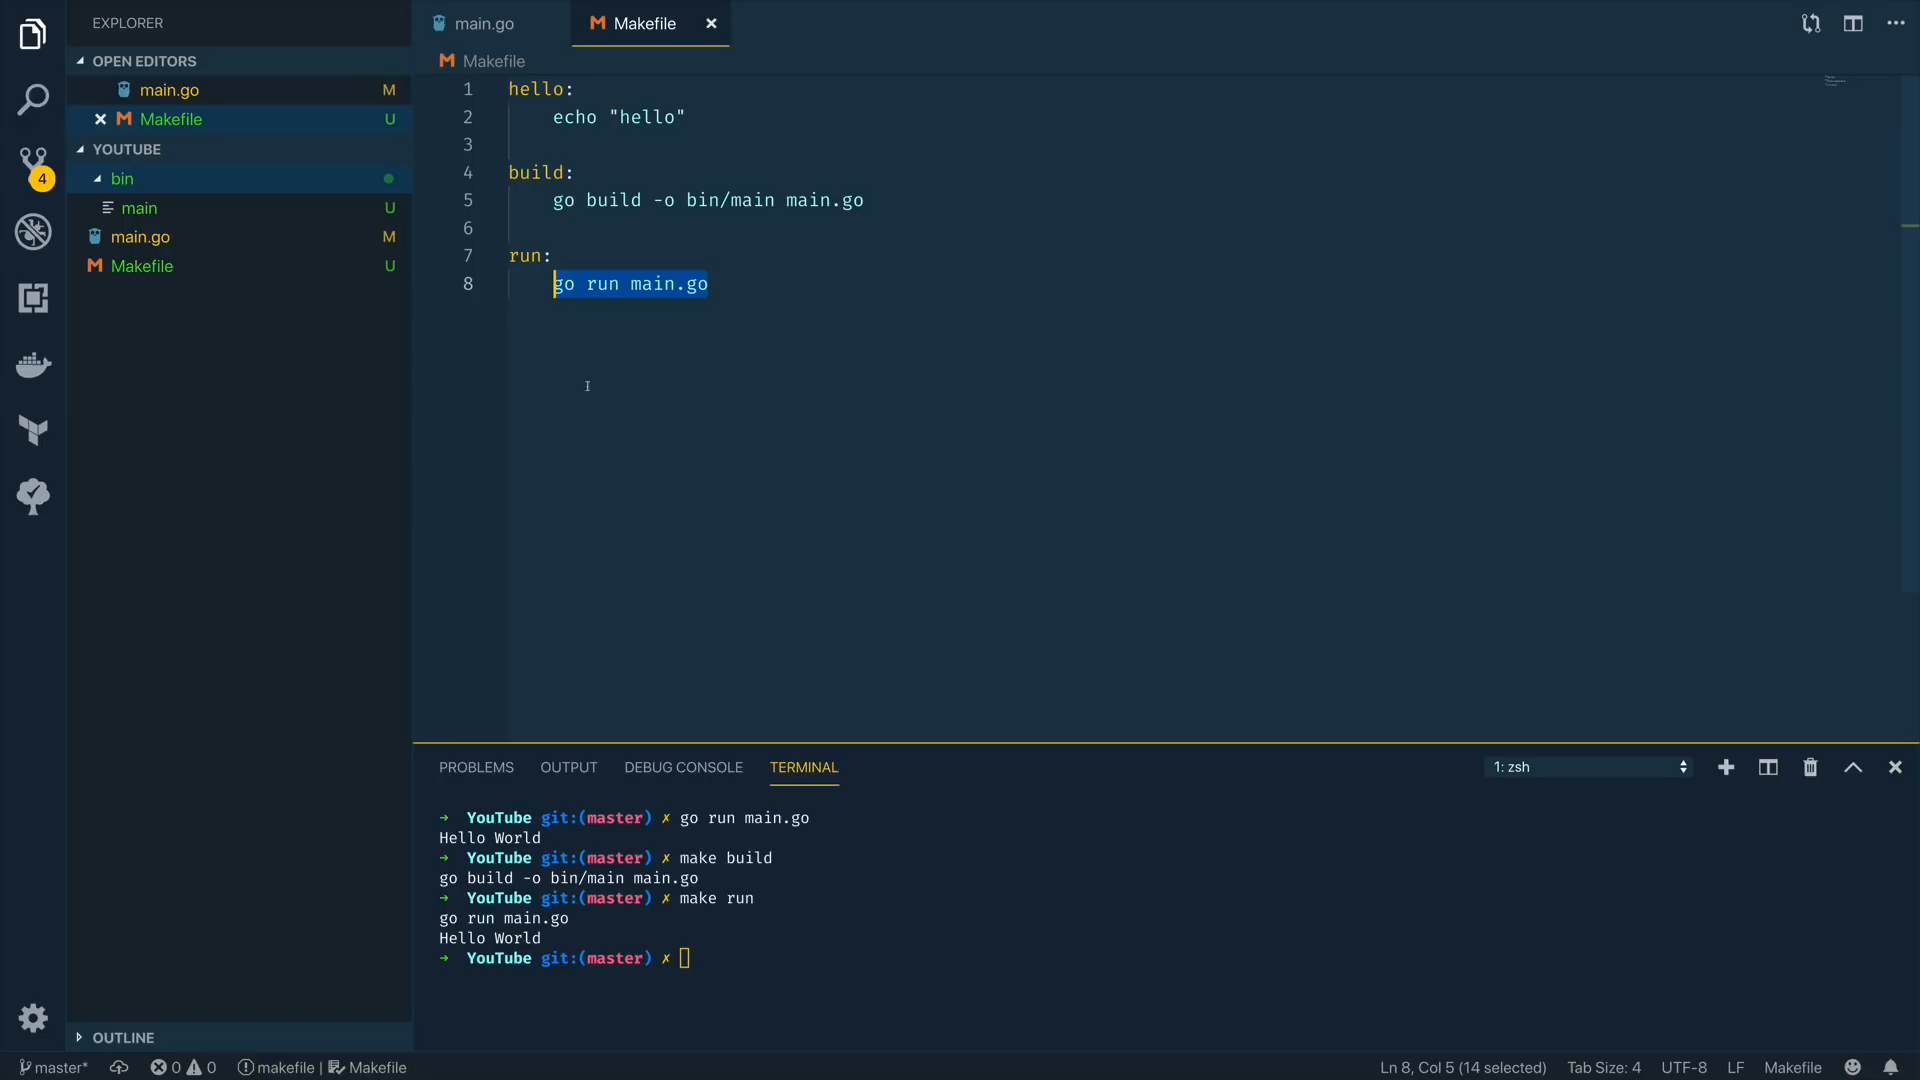 EXPLORER
OPEN EDITORS
main.go M
Makefile U
YOUTUBE
bin
main U
main.go M
Makefile U
OUTLINE
main.go
Makefile
Makefile
1 hello:
2 echo "hello"
3
4 build:
5 go build -o bin/main main.go
6
7 run:
8 go run main.go
4
PROBLEMS OUTPUT DEBUG CONSOLE TERMINAL
1: zsh
→ YouTube git:(master) ✗ go run main.go
Hello World
→ YouTube git:(master) ✗ make build
go build -o bin/main main.go
→ YouTube git:(master) ✗ make run
go run main.go
Hello World
→ YouTube git:(master) ✗
master* 0 0 makefile | Makefile
Ln 8, Col 5 (14 selected) Tab Size: 4 UTF-8 LF Makefile